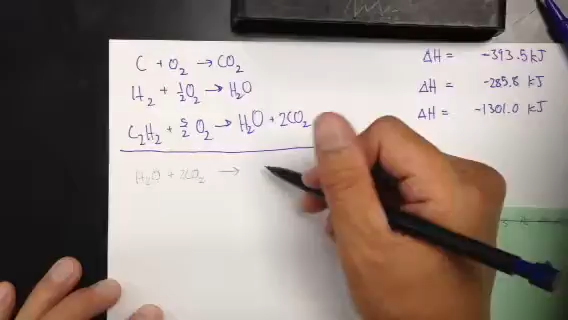 C + O₂ → CO₂ ΔH = -393.5 kJ
H₂ + ½O₂ → H₂O ΔH = -285.8 kJ
C₂H₂ + 5/2 O₂ → H₂O + 2CO₂ ΔH = -1301.0 kJ
H₂O + 2CO₂ →